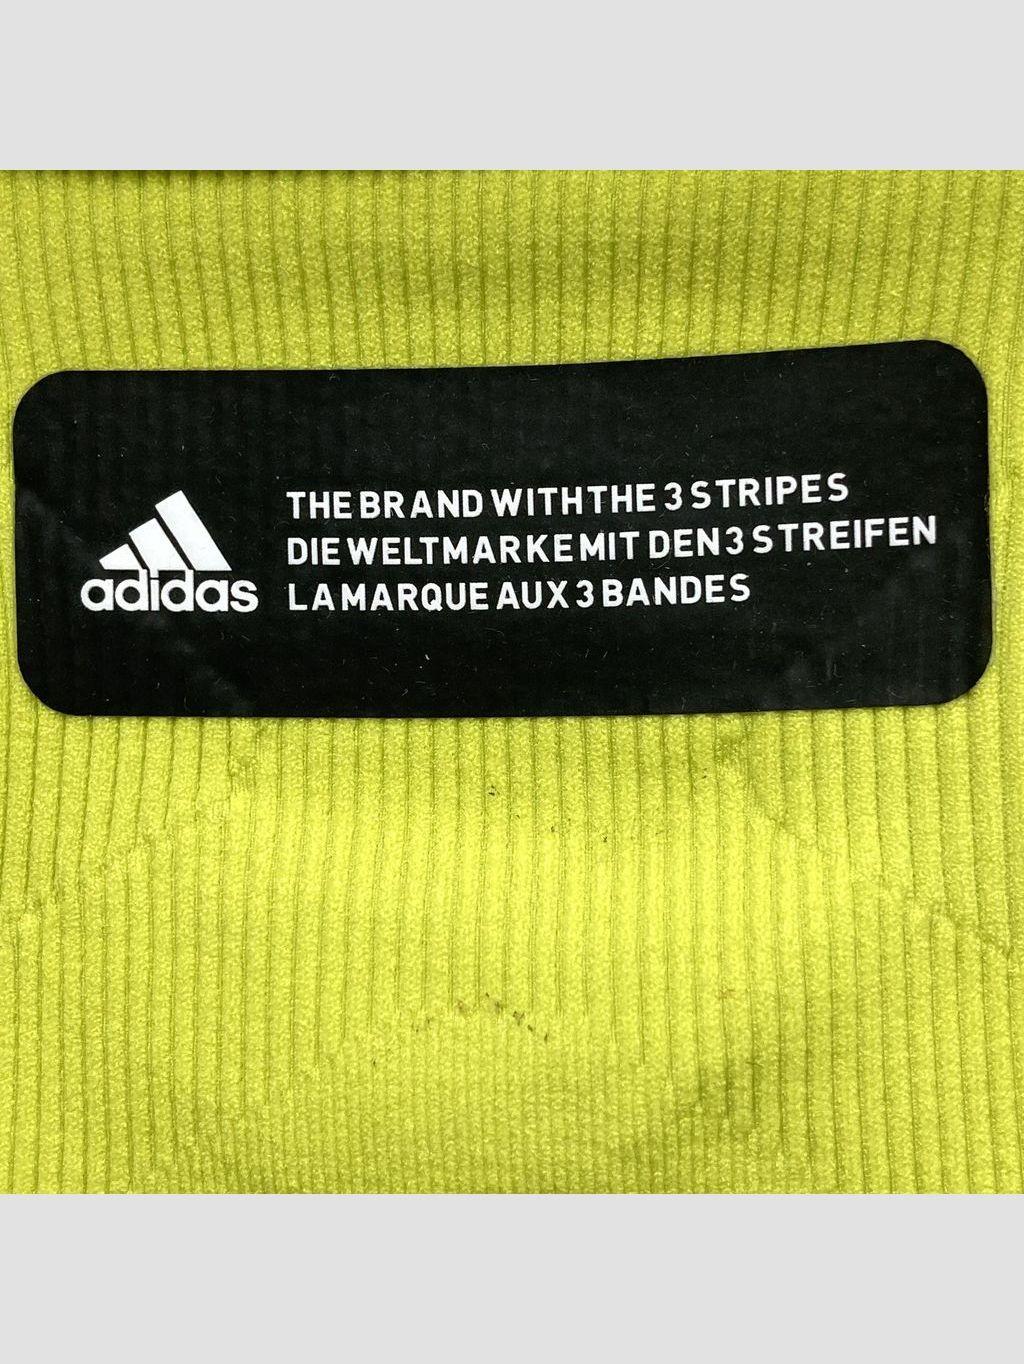 adidas
THE BRAND WITH THE 3 STRIPES
DIE WELTMARKE MIT DEN 3 STREIFEN
LA MARQUE AUX 3 BANDES